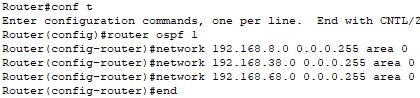 Router#conf t
Enter configuration commands, one per line.  End with CNTL/Z
Router(config)#router ospf 1
Router(config-router)#network 192.168.8.0 0.0.0.255 area 0
Router(config-router)#network 192.168.38.0 0.0.0.255 area 0
Router(config-router)#network 192.168.68.0 0.0.0.255 area 0
Router(config-router)#end